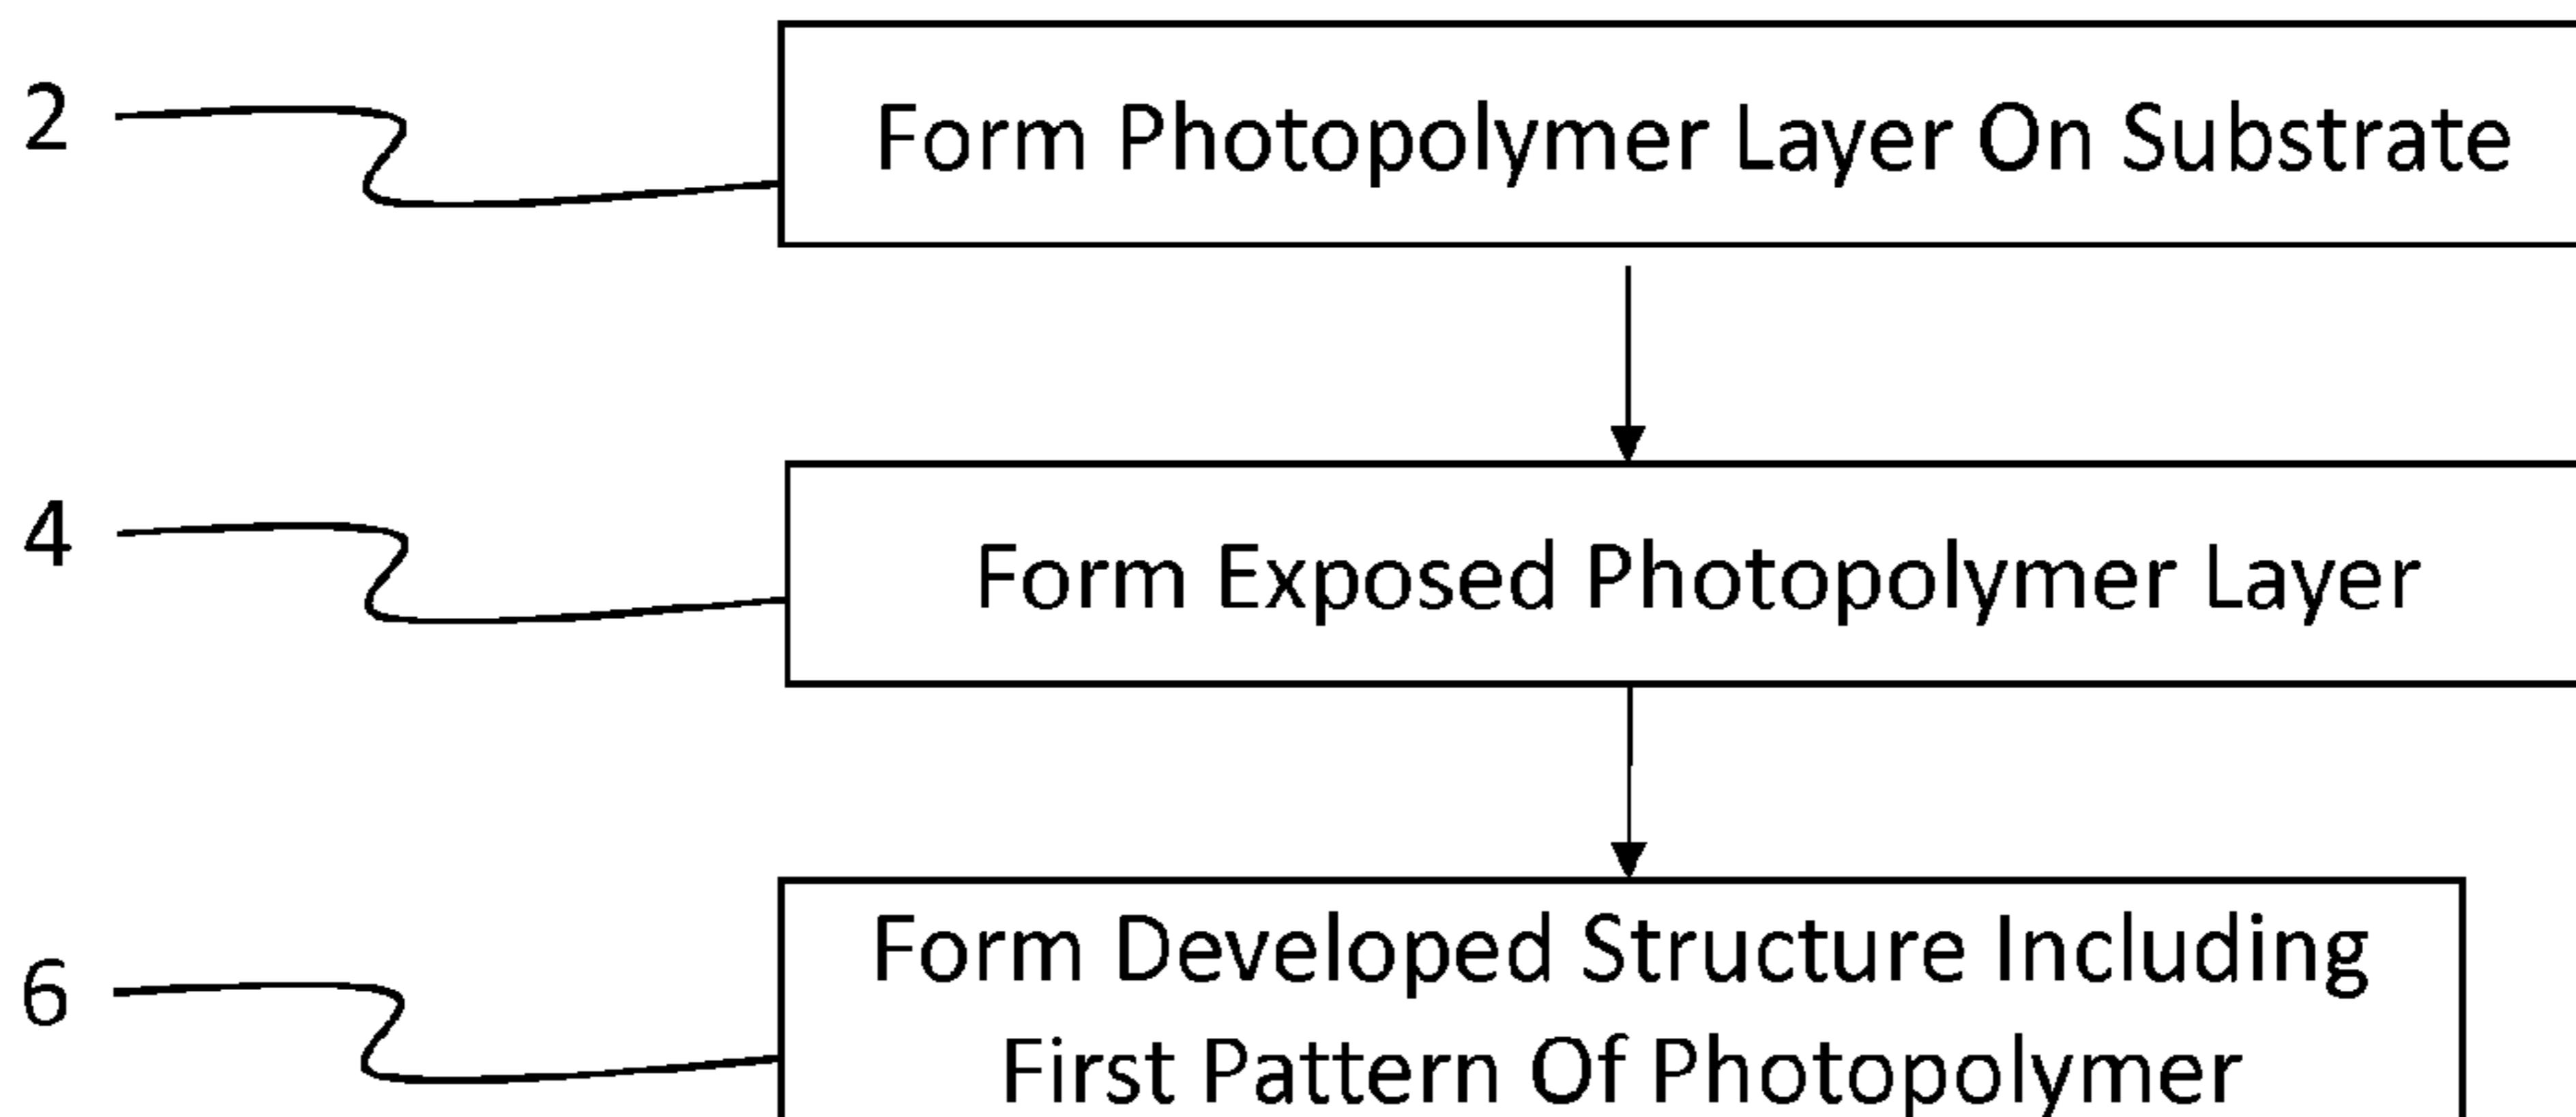 2
Form Photopolymer Layer On Substrate
4
Form Exposed Photopolymer Layer
6
Form Developed Structure Including
First Pattern Of Photopolymer